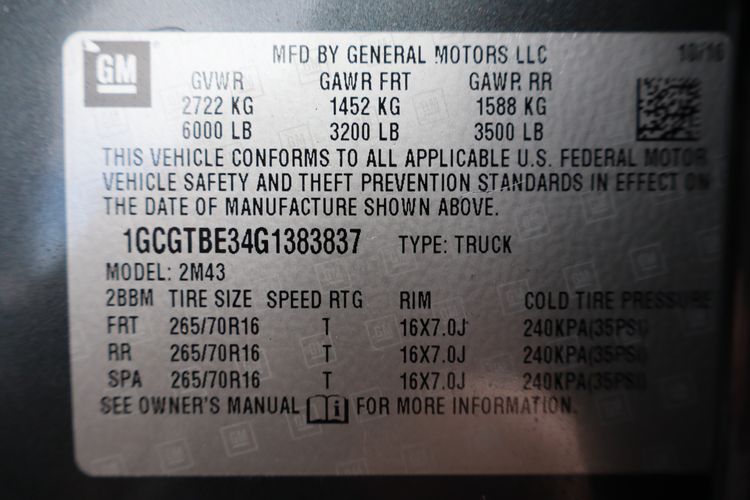 GM
MFD BY GENERAL MOTORS LLC 10/16
GVWR GAWR FRT GAWR RR
2722 KG 1452 KG 1588 KG
6000 LB 3200 LB 3500 LB
THIS VEHICLE CONFORMS TO ALL APPLICABLE U.S. FEDERAL MOTOR
VEHICLE SAFETY AND THEFT PREVENTION STANDARDS IN EFFECT ON
THE DATE OF MANUFACTURE SHOWN ABOVE.
1GCGTBE34G1383837 TYPE: TRUCK
MODEL: 2M43
2BBM TIRE SIZE SPEED RTG RIM COLD TIRE PRESSURE
FRT 265/70R16 T 16X7.0J 240KPA(35PSI)
RR 265/70R16 T 16X7.0J 240KPA(35PSI)
SPA 265/70R16 T 16X7.0J 240KPA(35PSI)
SEE OWNER'S MANUAL FOR MORE INFORMATION.